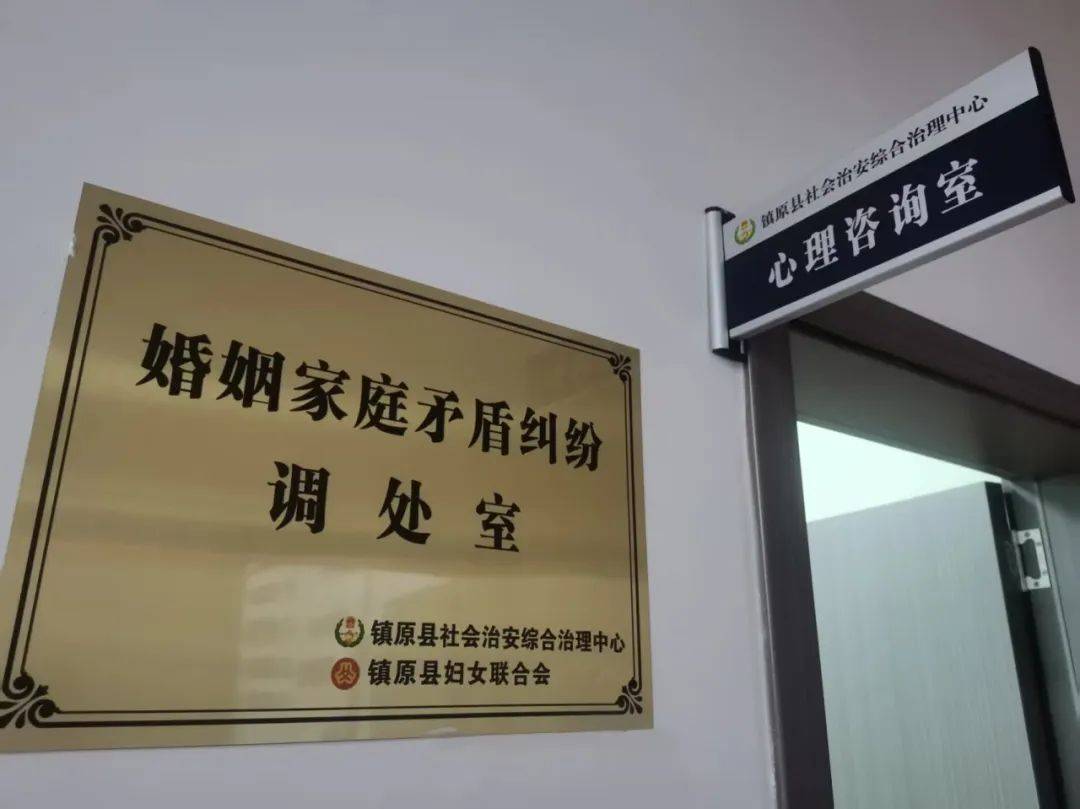 婚姻家庭矛盾纠纷
调处室
镇原县社会治安综合治理中心
镇原县妇女联合会
镇原县社会治安综合治理中心
心理咨询室